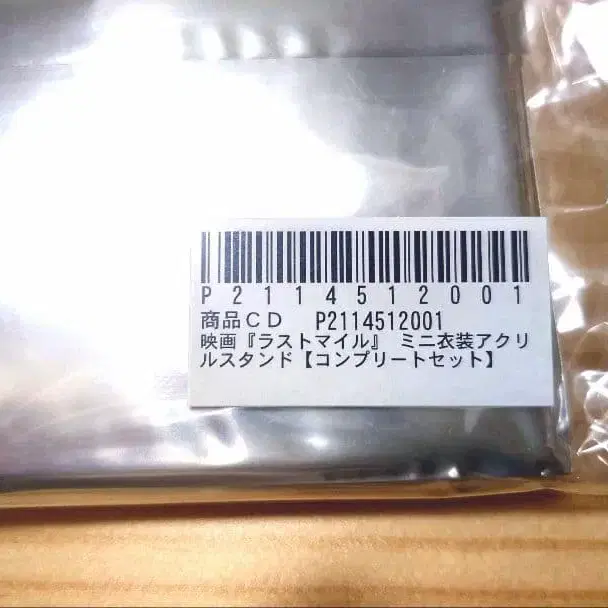 P2114512001
商品CD P2114512001
映画『ラストマイル』 ミニ衣装アクリ
ルスタンド【コンプリートセット】